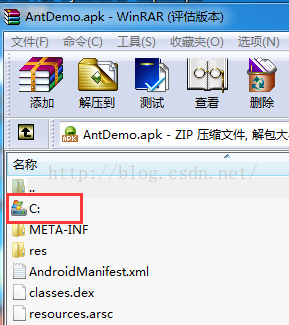 AntDemo.apk - WinRAR (评估版本)
文件(F) 命令(C) 工具(S) 收藏夹(O) 选项(N)
添加 解压到 测试 查看 删除
AntDemo.apk - ZIP 压缩文件, 解包大
名称
http://blog.csdn.net/
..
C:
META-INF
res
AndroidManifest.xml
classes.dex
resources.arsc